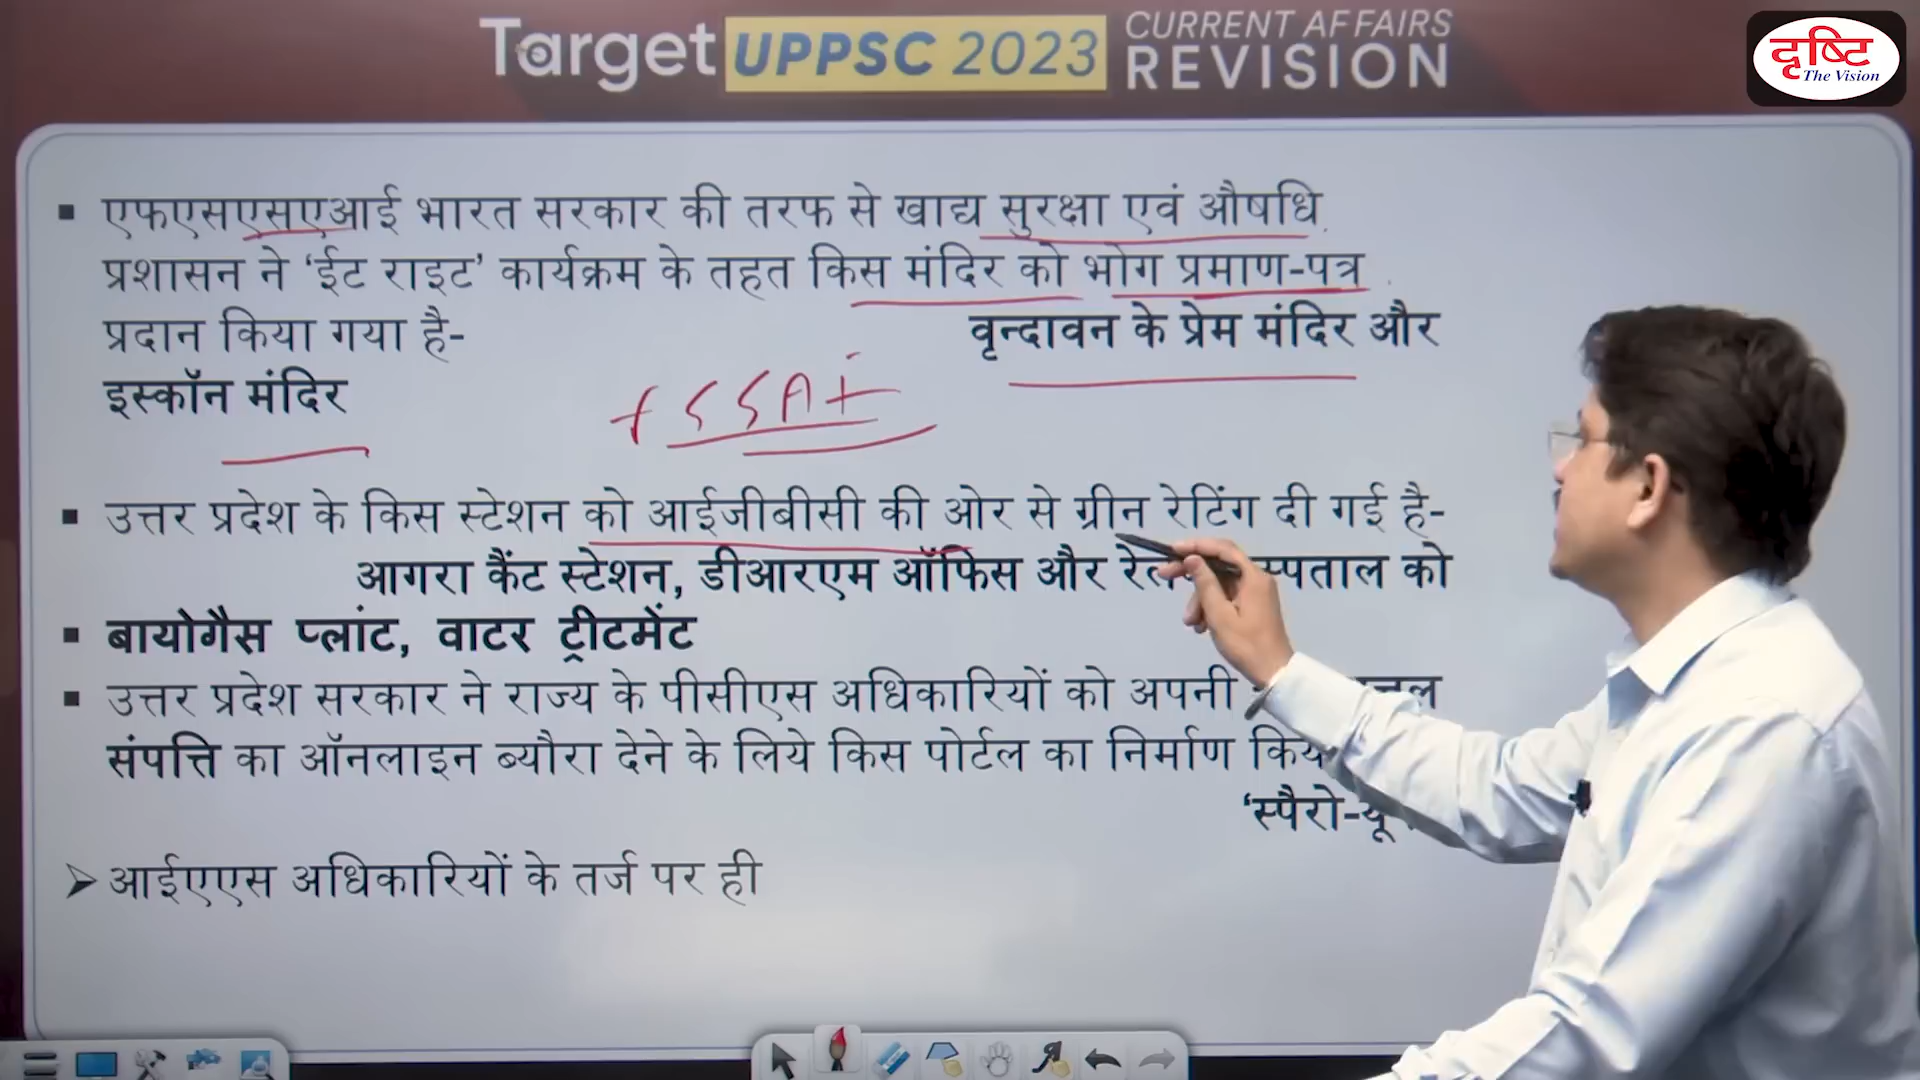 Target UPPSC 2023 CURRENT AFFAIRS REVISION
दृष्टि
The Vision
एफएसएसएआई भारत सरकार की तरफ से खाद्य सुरक्षा एवं औषधि
प्रशासन ने ‘ईट राइट’ कार्यक्रम के तहत किस मंदिर को भोग प्रमाण-पत्र
प्रदान किया गया है- वृन्दावन के प्रेम मंदिर और
इस्कॉन मंदिर
FSSAI
उत्तर प्रदेश के किस स्टेशन को आईजीबीसी की ओर से ग्रीन रेटिंग दी गई है-
आगरा कैंट स्टेशन, डीआरएम ऑफिस और को
बायोगैस प्लांट, वाटर ट्रीटमेंट
उत्तर प्रदेश सरकार ने राज्य के पीसीएस अधिकारियों को अपनी
संपत्ति का ऑनलाइन ब्यौरा देने के लिये किस पोर्टल का निर्माण
‘स्पैरो-यू
आईएएस अधिकारियों के तर्ज पर ही